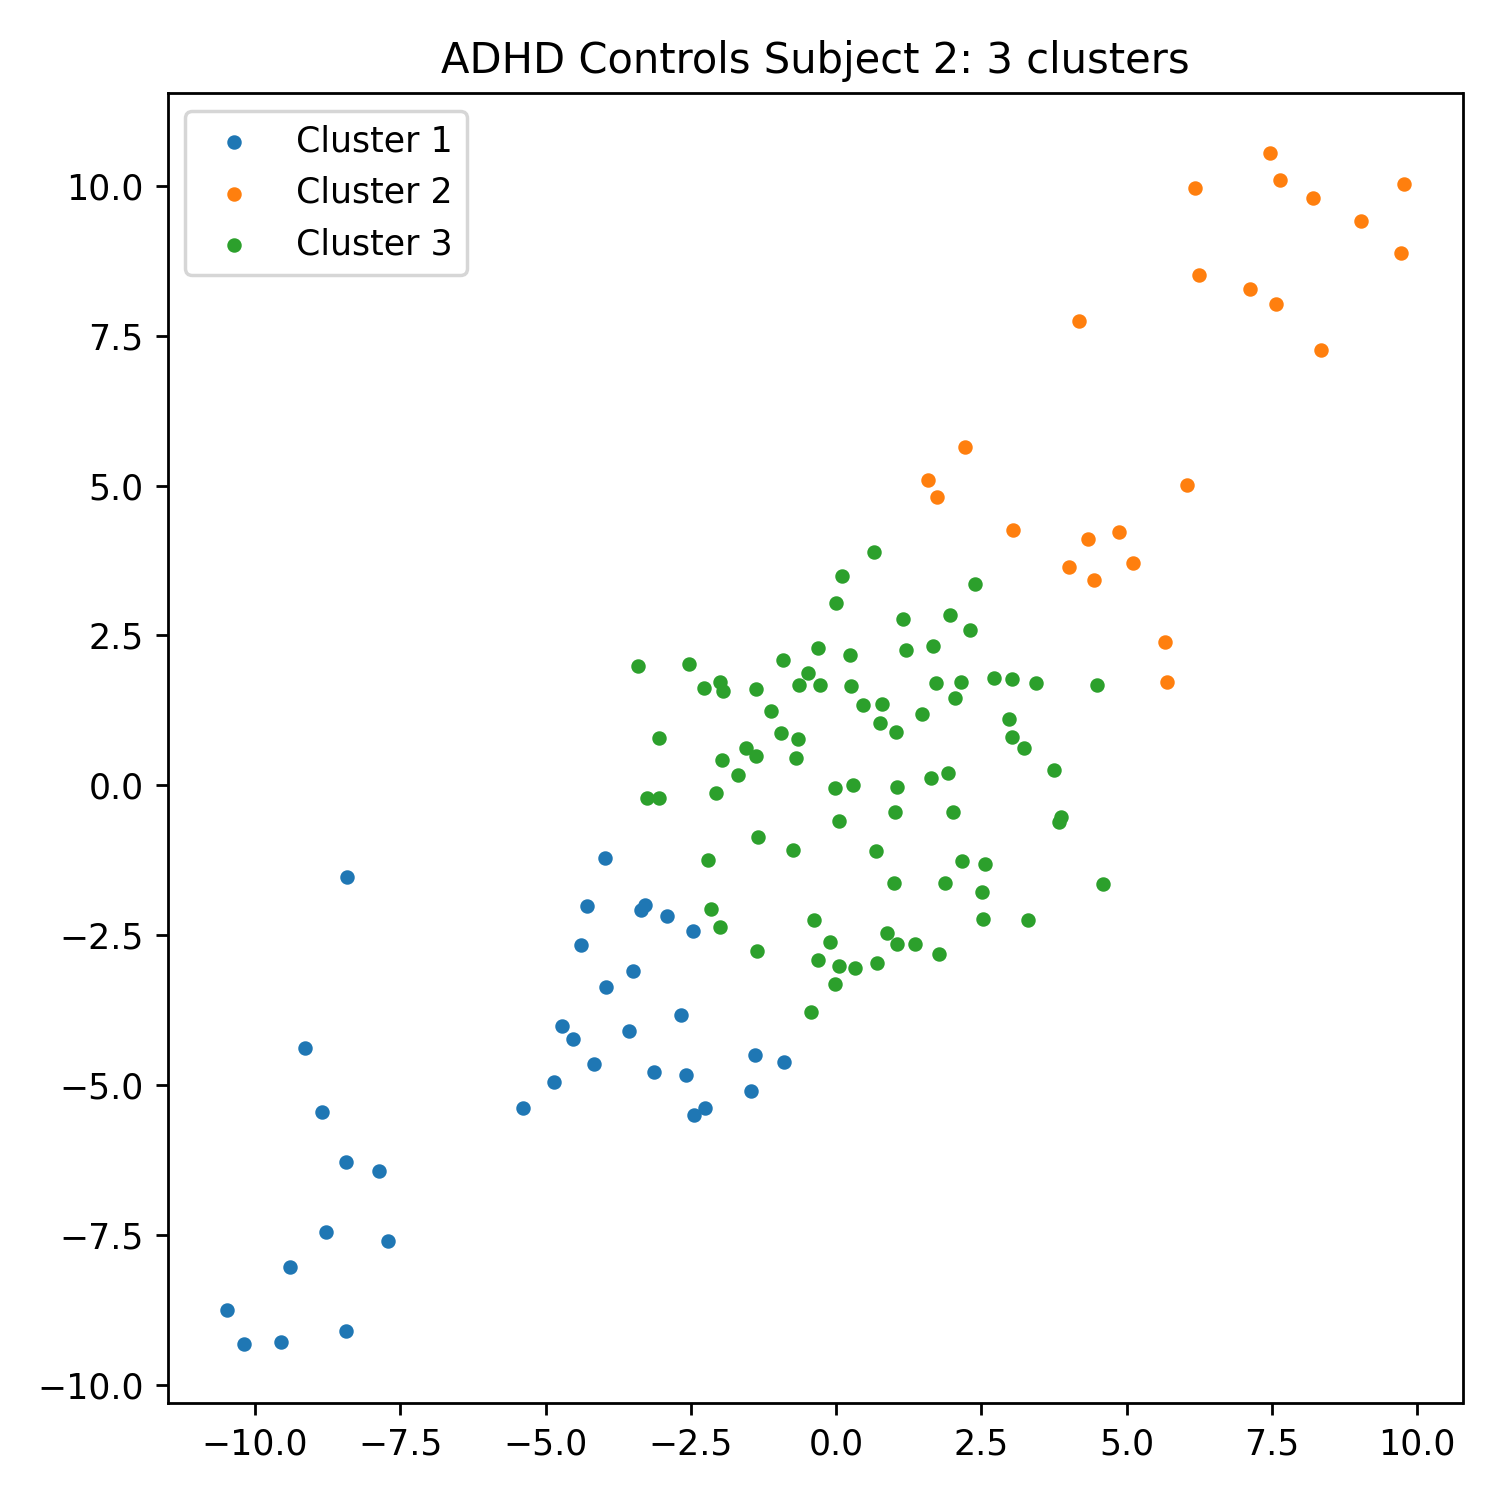 ADHD Controls Subject 2: 3 clusters
Cluster 1
Cluster 2
Cluster 3
10.0
7.5
5.0
2.5
0.0
−2.5
−5.0
−7.5
−10.0
−10.0 −7.5 −5.0 −2.5 0.0 2.5 5.0 7.5 10.0